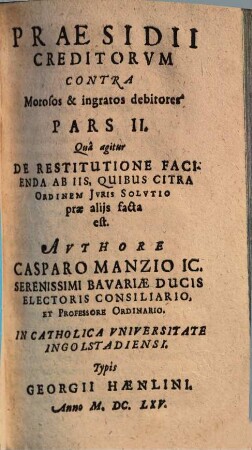 PRAESIDII
CREDITORVM
CONTRA
Morosos & ingratos debitores
PARS II.
Quâ agitur
DE RESTITUTIONE FACI-
ENDA AB IIS, QUIBUS CITRA
ORDINEM JVRIS SOLVTIO
præ alijs facta
est.
AVTHORE
CASPARO MANZIO IC.
SERENISSIMI BAVARIÆ DUCIS
ELECTORIS CONSILIARIO,
ET PROFESSORE ORDINARIO.
IN CATHOLICA VNIVERSITATE
INGOLSTADIENSI.
Typis
GEORGII HÆNLINI.
Anno M. DC. LXV.